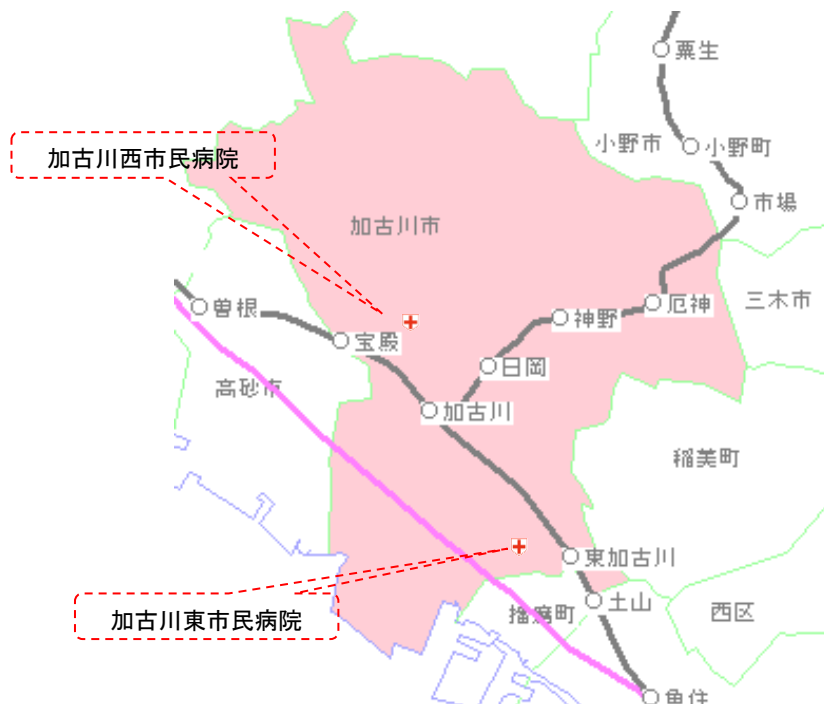 粟生
小野市
小野町
加古川西市民病院
市場
加古川市
三木市
厄神
曽根
神野
宝殿
日岡
高砂市
加古川
稲美町
東加古川
土山
播磨町
西区
加古川東市民病院
魚住